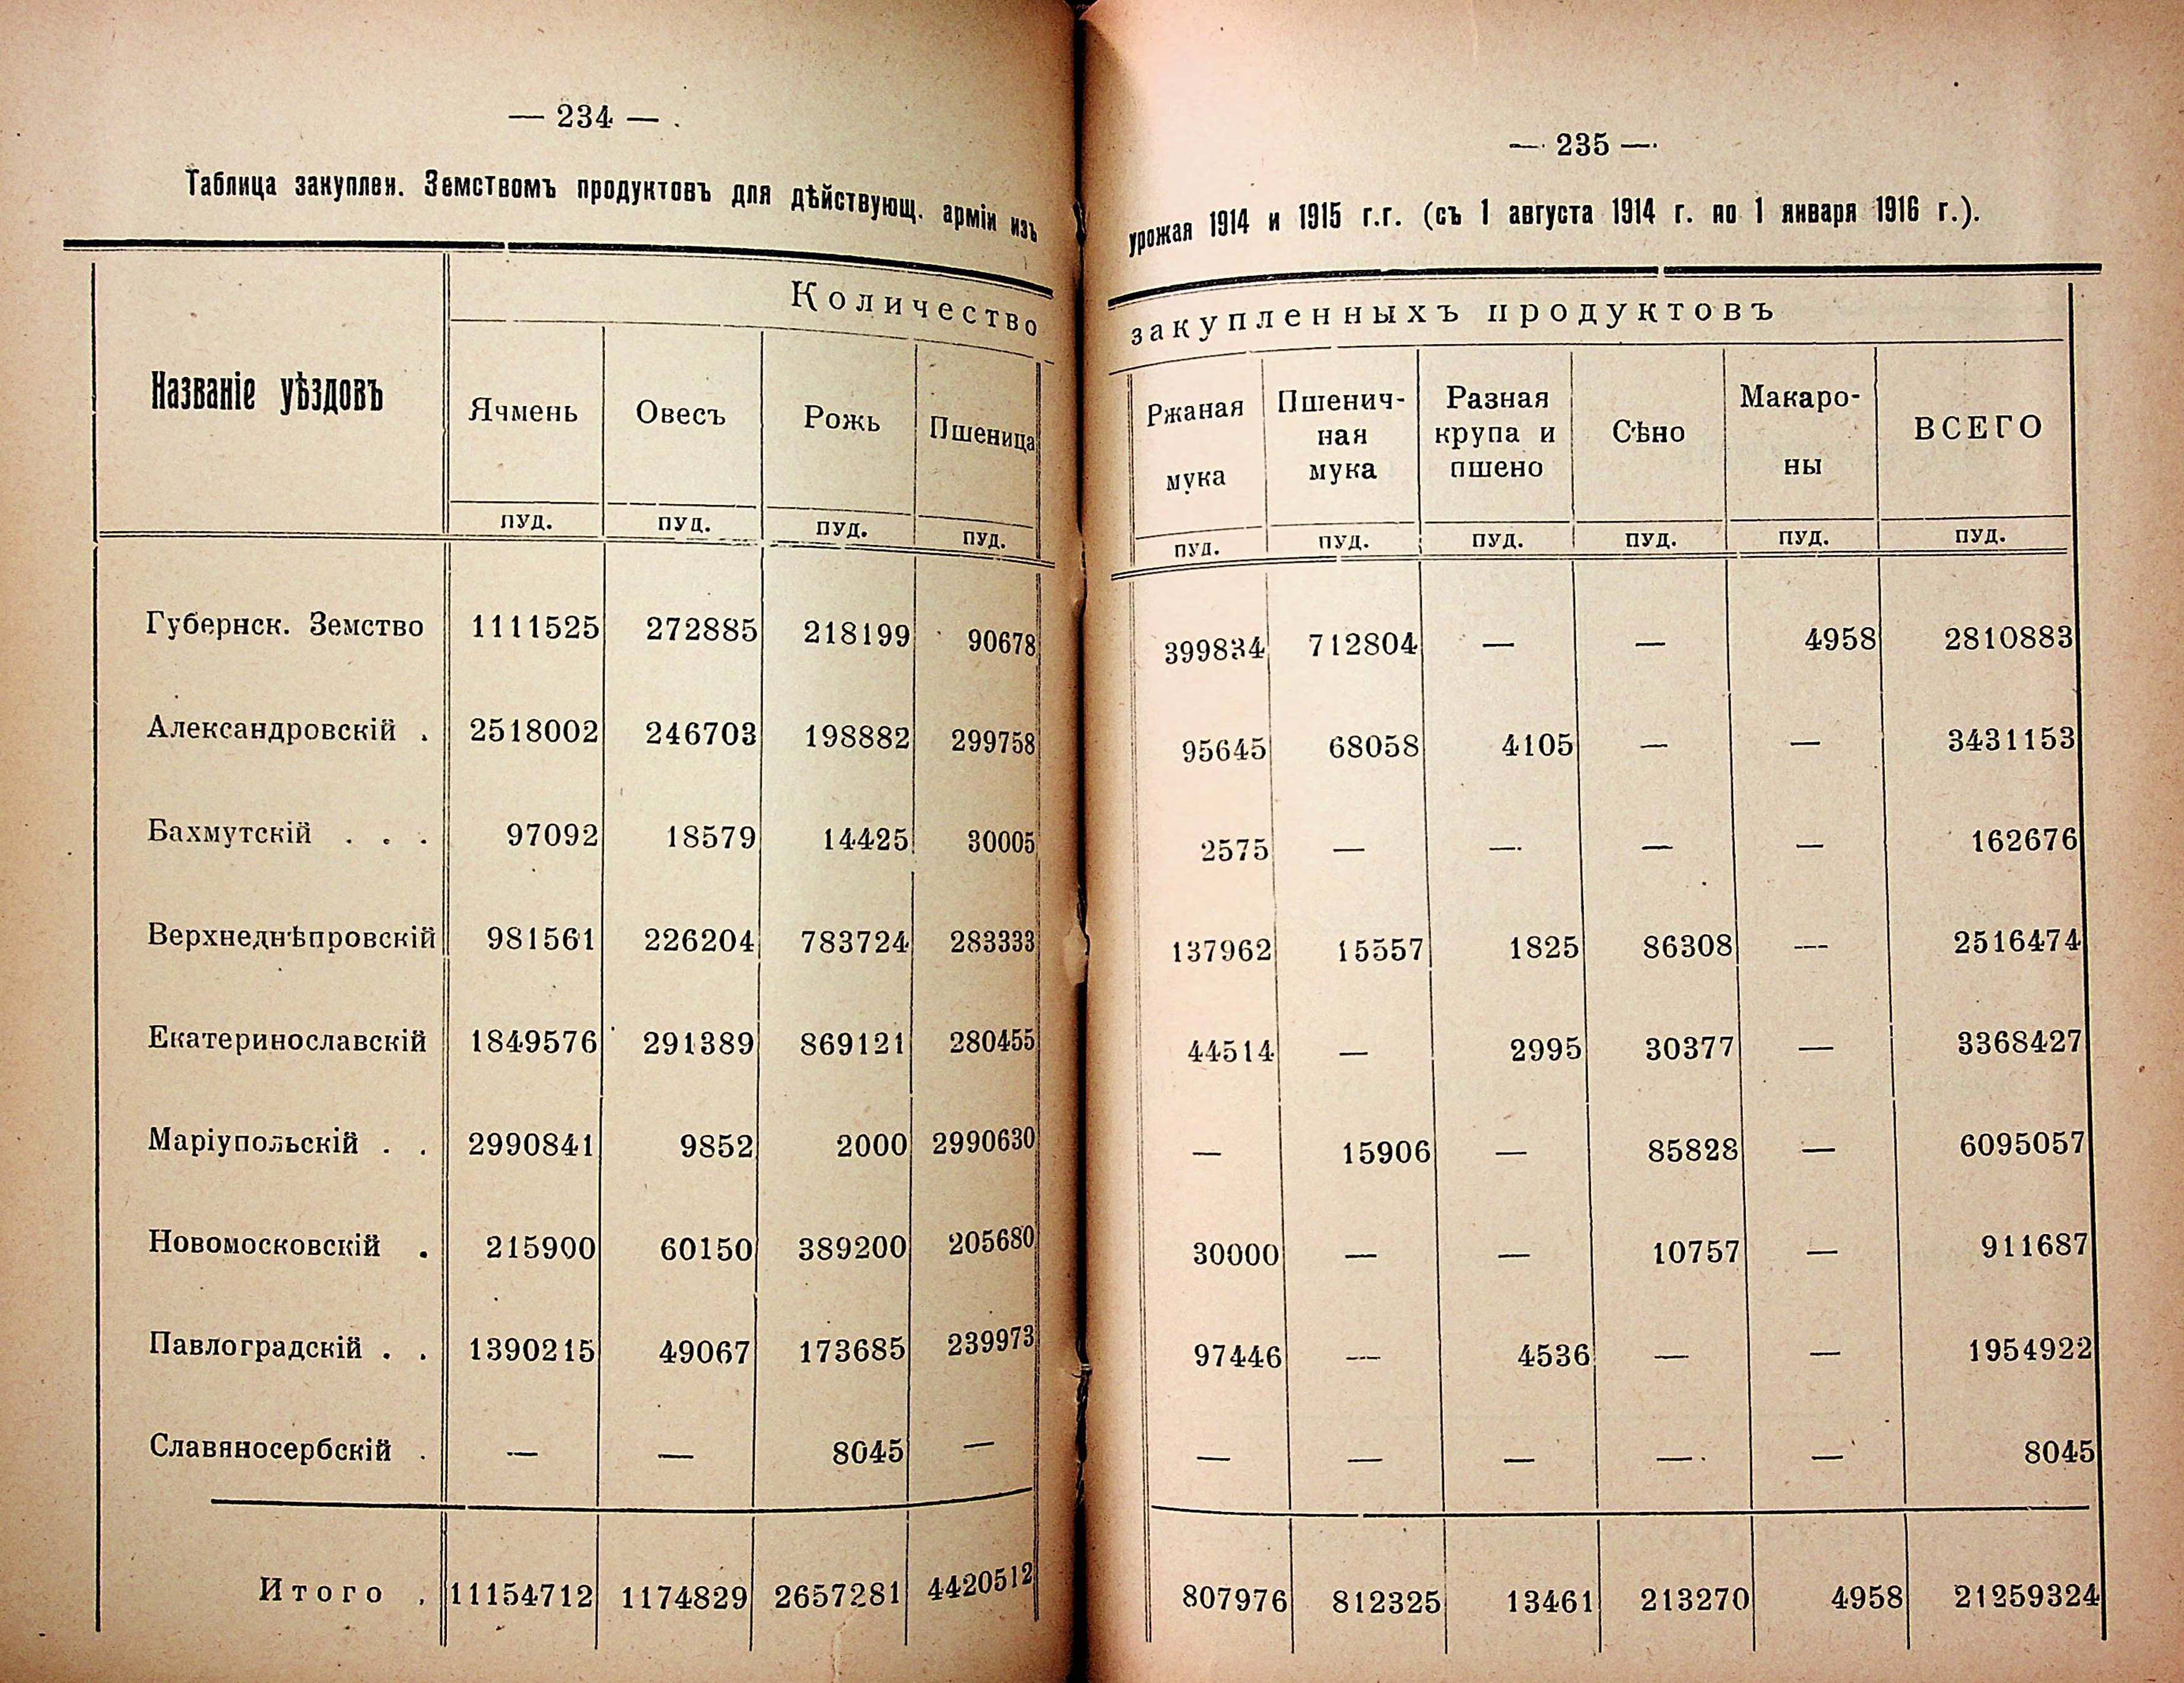 — 234 —
Таблица закуплен. Земствомъ продуктовъ для дѣйствующ. арміи изъ
Количество
Названіе уѣздовъ
Ячмень Овесъ Рожь Пшеница
пуд. пуд. пуд. пуд.
Губернск. Земство 1111525 272885 218199 90678
Александровскій . 2518002 246703 198882 299758
Бахмутскій . . . 97092 18579 14425 30005
Верхнеднѣпровскій 981561 226204 783724 283333
Екатеринославскій 1849576 291389 869121 280455
Маріупольскій . . 2990841 9852 2000 2990630
Новомосковскій . 215900 60150 389200 205680
Павлоградскій . . 1390215 49067 173685 239973
Славяносербскій . — — 8045 —
Итого . 11154712 1174829 2657281 4420512
— 235 —
урожая 1914 и 1915 г.г. (съ 1 августа 1914 г. по 1 января 1916 г.).
закупленныхъ продуктовъ
Ржаная Пшенич- Разная Сѣно Макаро- ВСЕГО
ная крупа и
мука мука пшено ны
пуд. пуд. пуд. пуд. пуд. пуд.
399834 712804 — — 4958 2810883
95645 68058 4105 — — 3431153
2575 — — — — 162676
137962 15557 1825 86308 — 2516474
44514 — 2995 30377 — 3368427
— 15906 — 85828 — 6095057
30000 — — 10757 — 911687
97446 — 4536 — — 1954922
— — — — — 8045
807976 812325 13461 213270 4958 21259324